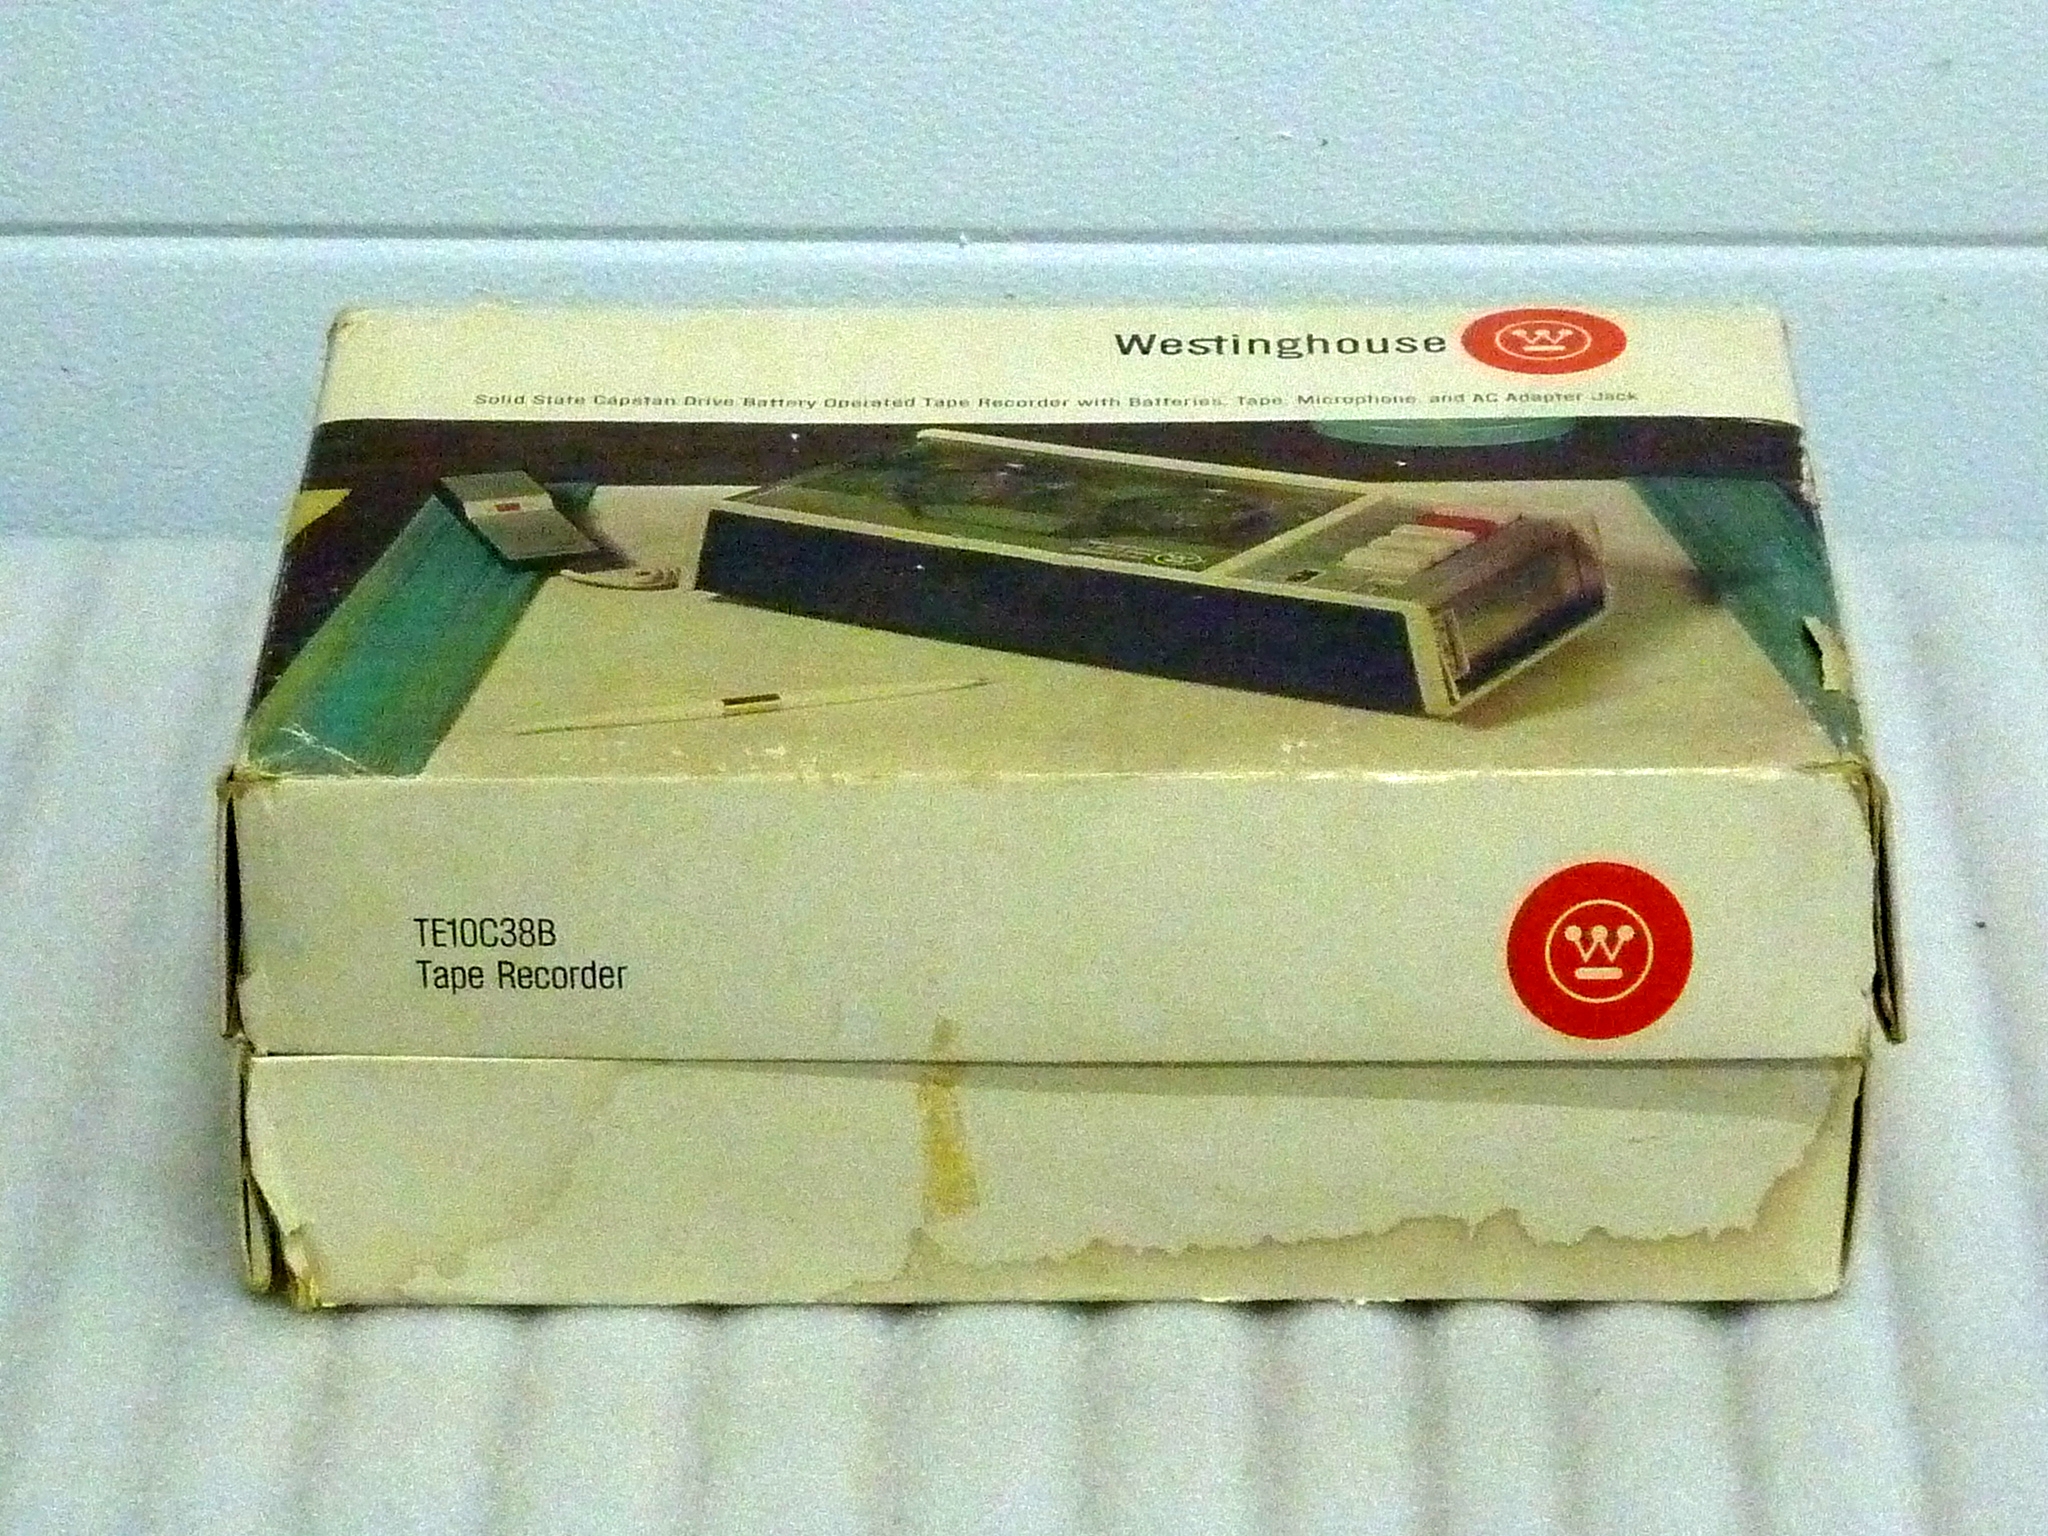 Westinghouse
Solid State Capstan Drive Battery Operated Tape Recorder with Batteries, Tape, Microphone, and AC Adapter Jack
TE10C38B
Tape Recorder